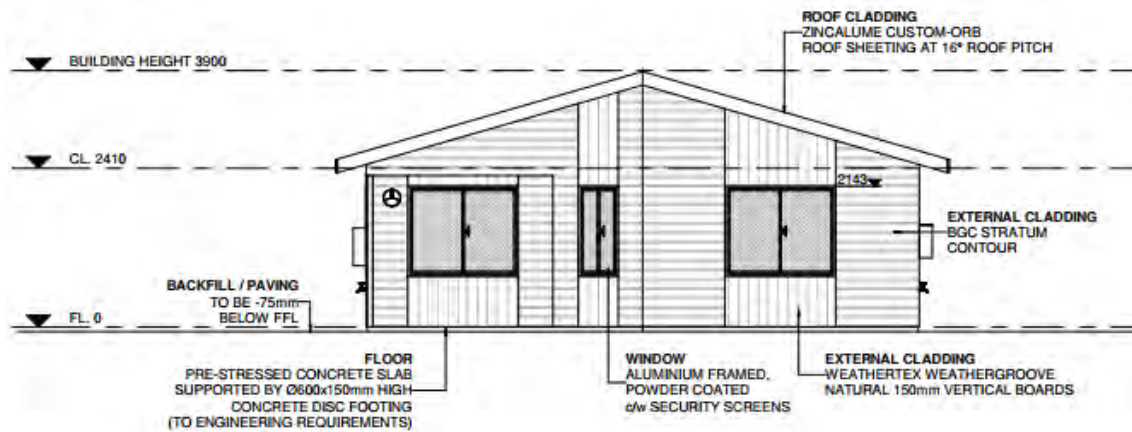 ROOF CLADDING
ZINCALUME CUSTOM-ORB
ROOF SHEETING AT 16° ROOF PITCH
BUILDING HEIGHT 3900
CL. 2410
2143
EXTERNAL CLADDING
BGC STRATUM
CONTOUR
BACKFILL / PAVING
TO BE -75mm
BELOW FFL
FL. 0
FLOOR
PRE-STRESSED CONCRETE SLAB
SUPPORTED BY Ø600x150mm HIGH
CONCRETE DISC FOOTING
(TO ENGINEERING REQUIREMENTS)
WINDOW
ALUMINIUM FRAMED,
POWDER COATED
c/w SECURITY SCREENS
EXTERNAL CLADDING
WEATHERTEX WEATHERGROOVE
NATURAL 150mm VERTICAL BOARDS